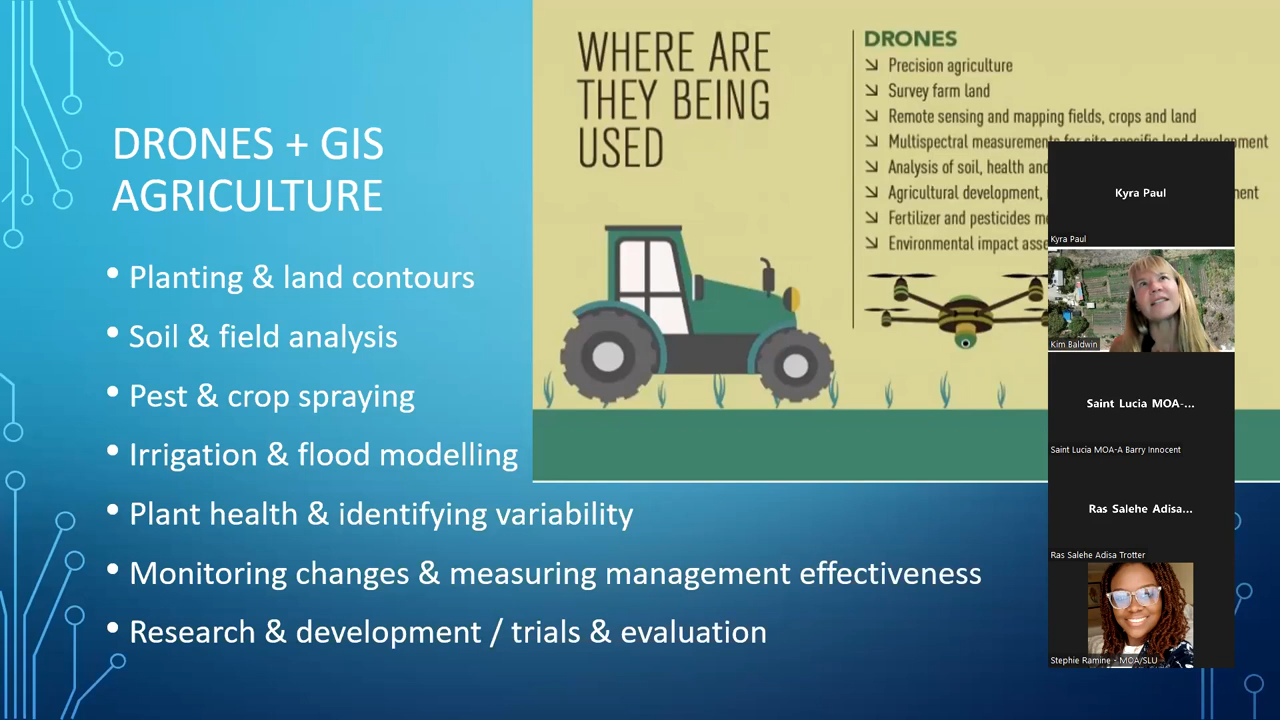 DRONES + GIS
AGRICULTURE
• Planting & land contours
• Soil & field analysis
• Pest & crop spraying
• Irrigation & flood modelling
• Plant health & identifying variability
• Monitoring changes & measuring management effectiveness
• Research & development / trials & evaluation
WHERE ARE
THEY BEING
USED
DRONES
Precision agriculture
Survey farm land
Remote sensing and mapping fields, crops and land
Multispectral measurements for site-specific land development
Analysis of soil, health and
Agricultural development,
Fertilizer and pesticides
Environmental impact
Kyra Paul
Kyra Paul
Kim Baldwin
Saint Lucia MOA-...
Saint Lucia MOA-A Barry Innocent
Ras Salehe Adisa...
Ras Salehe Adisa Trotter
Stephie Ramine - MOA/SLU